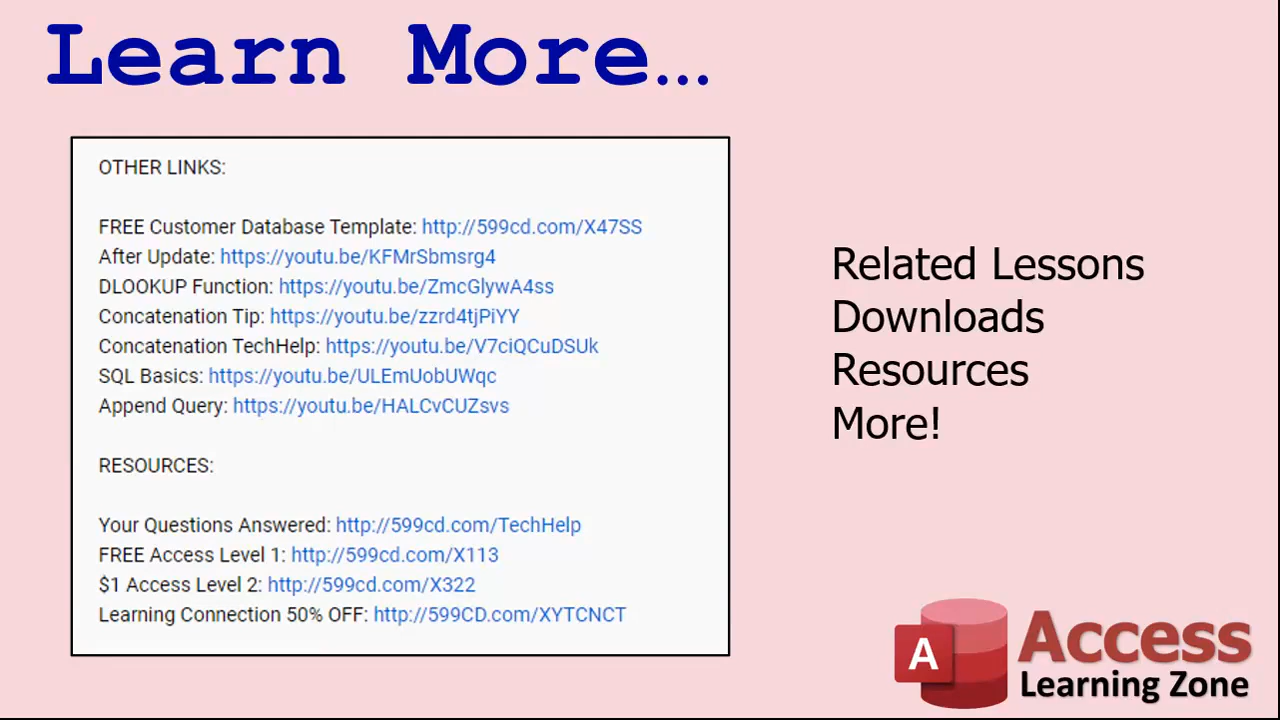 Learn More...
OTHER LINKS:
FREE Customer Database Template: http://599cd.com/X47SS
After Update: https://youtu.be/KFMrSbmsrg4
DLOOKUP Function: https://youtu.be/ZmcGlywA4ss
Concatenation Tip: https://youtu.be/zzrd4tjPiYY
Concatenation TechHelp: https://youtu.be/V7ciQCuDSUk
SQL Basics: https://youtu.be/ULEmUobUWqc
Append Query: https://youtu.be/HALCvCUZsvs
RESOURCES:
Your Questions Answered: http://599cd.com/TechHelp
FREE Access Level 1: http://599cd.com/X113
$1 Access Level 2: http://599cd.com/X322
Learning Connection 50% OFF: http://599CD.com/XYTCNCT
Related Lessons
Downloads
Resources
More!
A
Access
Learning Zone